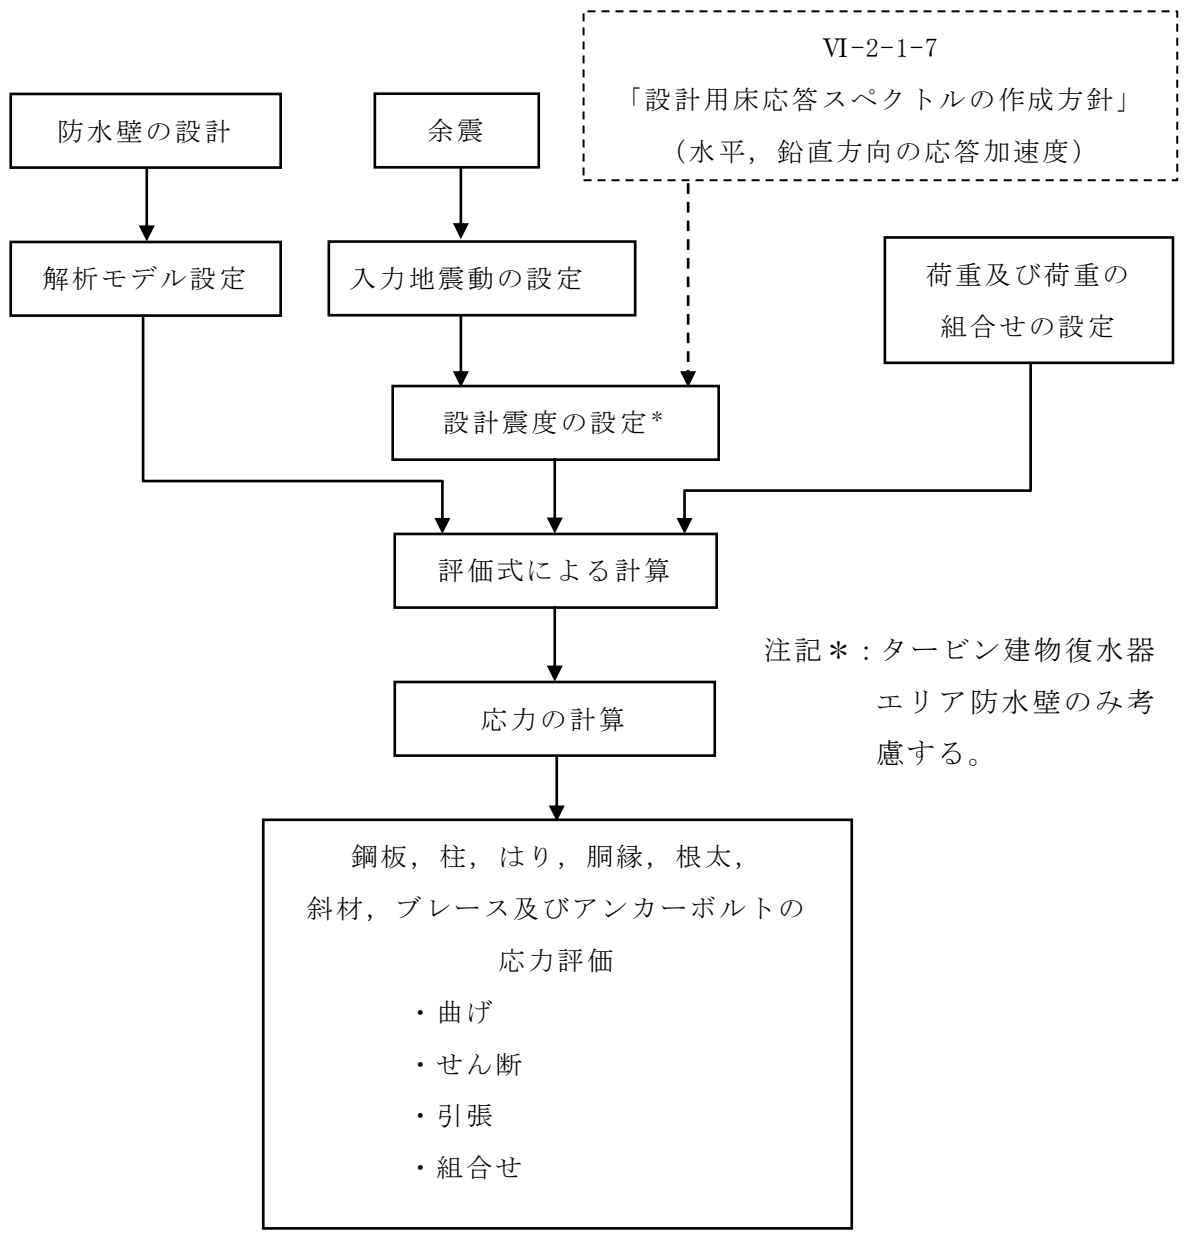 Ⅵ-2-1-7
「設計用床応答スペクトルの作成方針」
（水平，鉛直方向の応答加速度）
防水壁の設計
余震
解析モデル設定
入力地震動の設定
荷重及び荷重の
組合せの設定
設計震度の設定*
評価式による計算
注記＊：タービン建物復水器
エリア防水壁のみ考
慮する。
応力の計算
鋼板，柱，はり，胴縁，根太，
斜材，ブレース及びアンカーボルトの
応力評価
・曲げ
・せん断
・引張
・組合せ